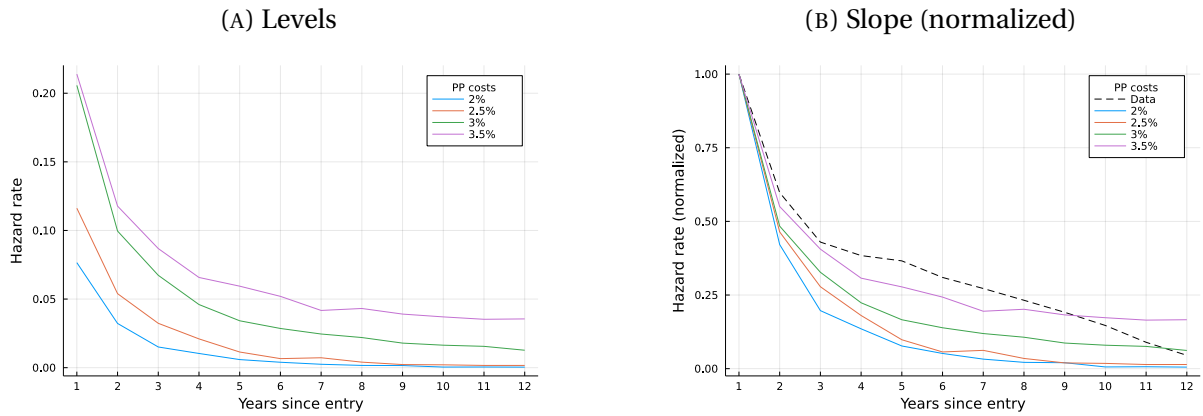 (A) Levels
Hazard rate
0.20
0.15
0.10
0.05
0.00
PP costs
2%
2.5%
3%
3.5%
1 2 3 4 5 6 7 8 9 10 11 12
Years since entry
(B) Slope (normalized)
Hazard rate (normalized)
1.00
0.75
0.50
0.25
0.00
PP costs
Data
2%
2.5%
3%
3.5%
1 2 3 4 5 6 7 8 9 10 11 12
Years since entry